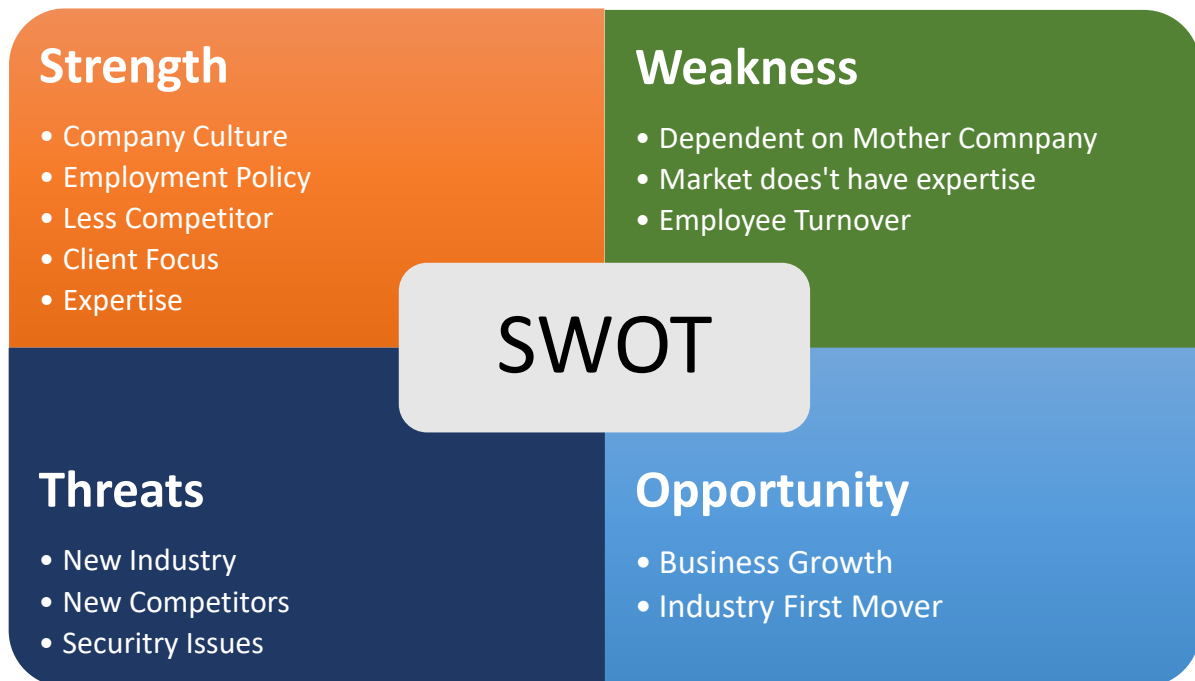 Strength
• Company Culture
• Employment Policy
• Less Competitor
• Client Focus
• Expertise
Weakness
• Dependent on Mother Comnpany
• Market does't have expertise
• Employee Turnover
SWOT
Threats
• New Industry
• New Competitors
• Securitry Issues
Opportunity
• Business Growth
• Industry First Mover